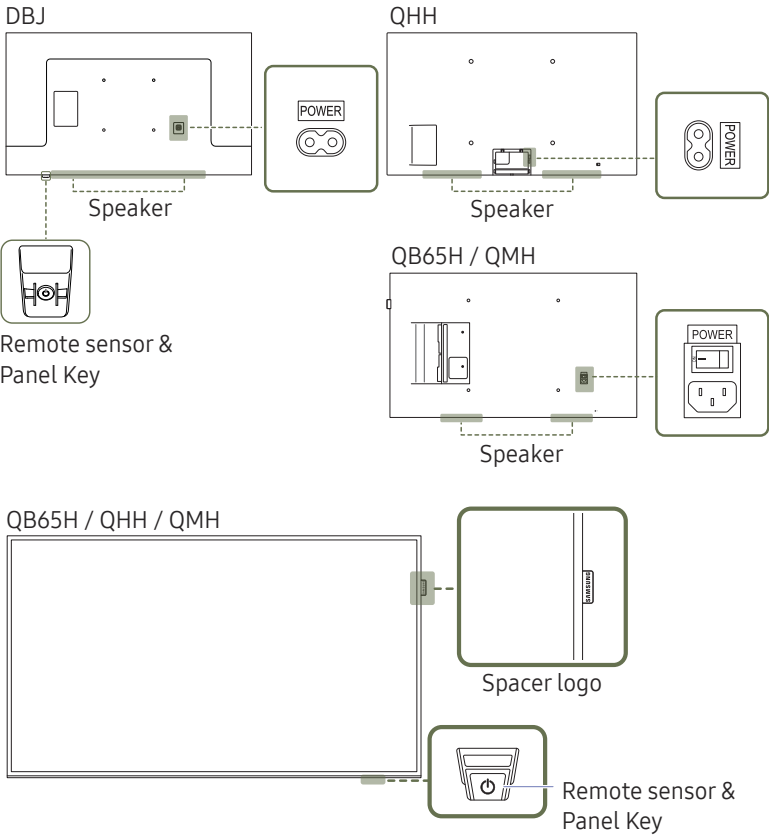 DBJ
QHH
POWER
POWER
Speaker
Speaker
QB65H / QMH
POWER
Remote sensor &
Panel Key
Speaker
QB65H / QHH / QMH
SAMSUNG
Spacer logo
Remote sensor &
Panel Key